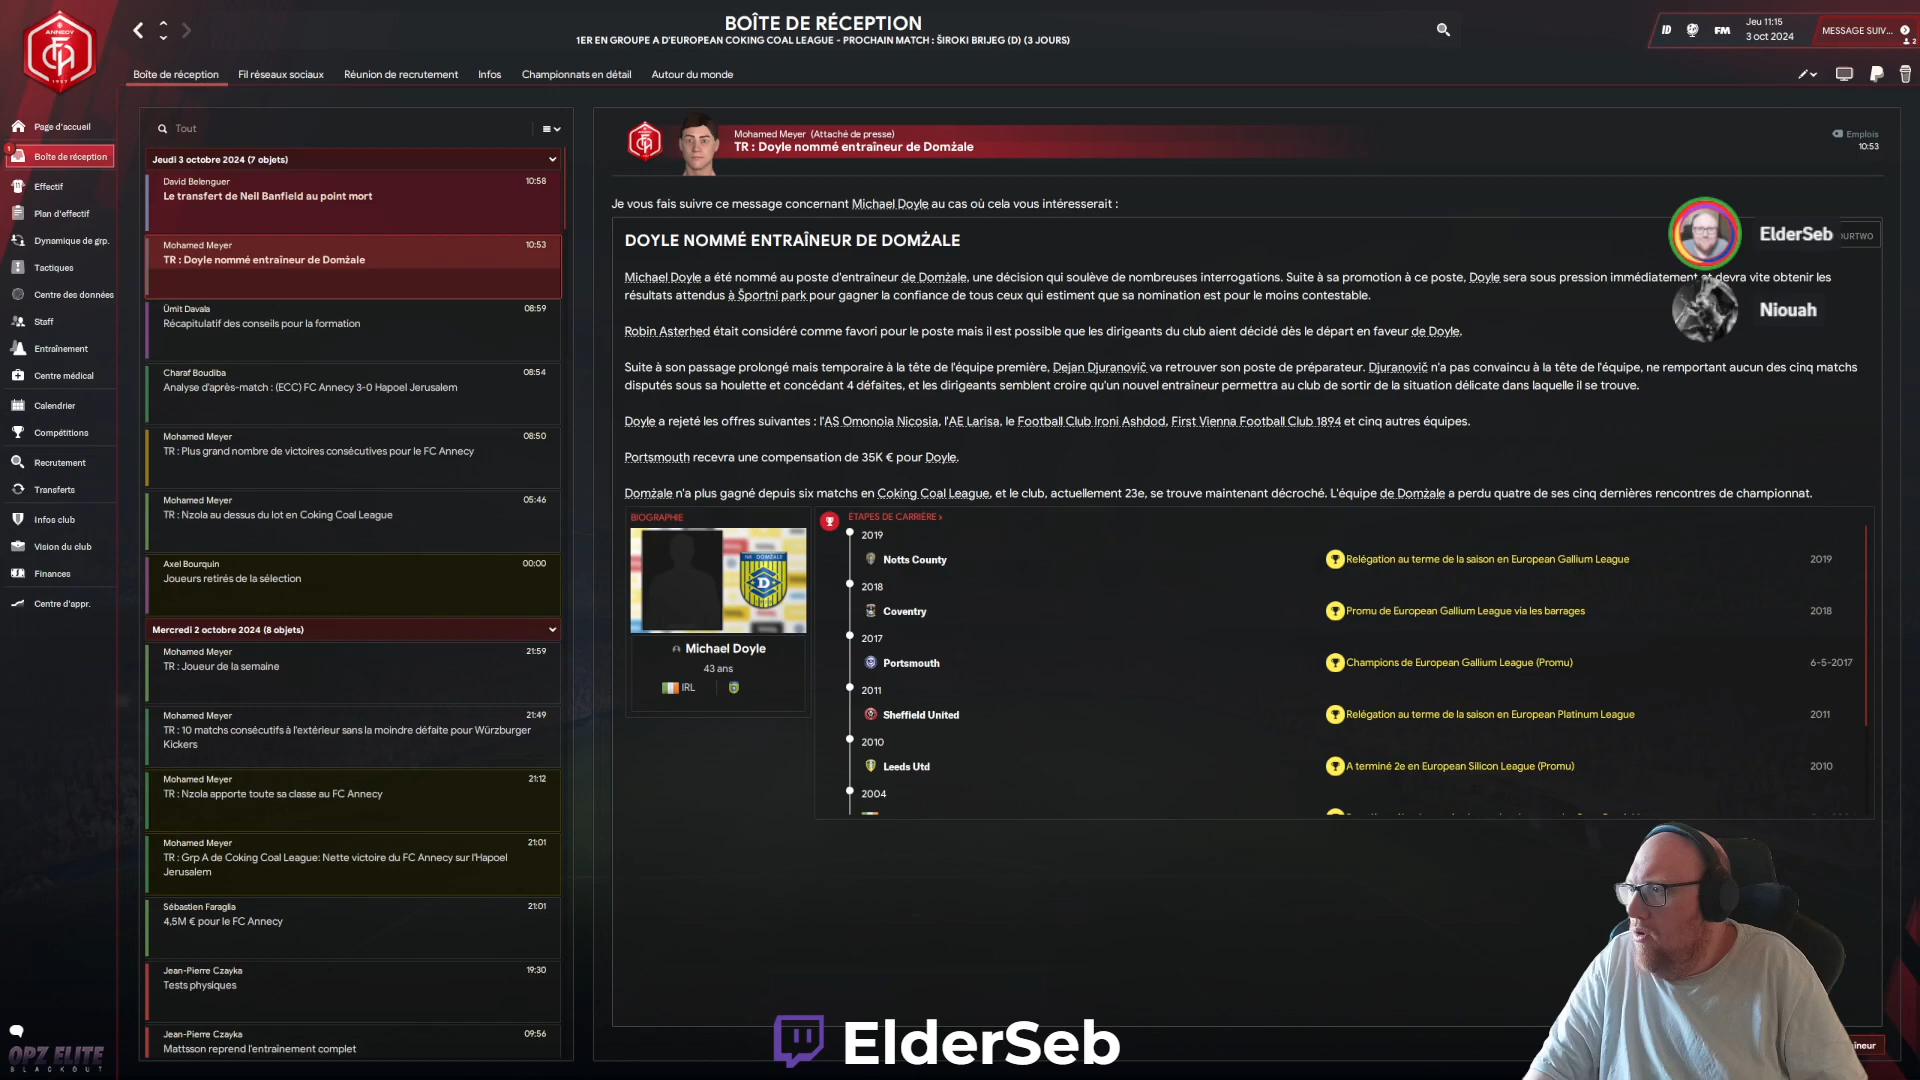 BOÎTE DE RÉCEPTION
1ER EN GROUPE A D'EUROPEAN COKING COAL LEAGUE - PROCHAIN MATCH : ŠIROKI BRIJEG (D) (3 JOURS)
ID
FM
Jeu 11:15
3 oct 2024
MESSAGE SUIV...
2
ANNECY
1927
Boîte de réception
Fil réseaux sociaux
Réunion de recrutement
Infos
Championnats en détail
Autour du monde
Page d'accueil
1
Boîte de réception
Effectif
Plan d'effectif
Dynamique de grp.
Tactiques
Centre des données
Staff
Entraînement
Centre médical
Calendrier
Compétitions
Recrutement
Transferts
Infos club
Vision du club
Finances
Centre d'appr.
OPZ ELITE
BLACKOUT
Tout
Jeudi 3 octobre 2024 (7 objets)
David Belenguer 10:58
Le transfert de Neil Banfield au point mort
Mohamed Meyer 10:53
TR : Doyle nommé entraîneur de Domžale
Ümit Davala 08:59
Récapitulatif des conseils pour la formation
Charaf Boudiba 08:54
Analyse d'après-match : (ECC) FC Annecy 3-0 Hapoel Jerusalem
Mohamed Meyer 08:50
TR : Plus grand nombre de victoires consécutives pour le FC Annecy
Mohamed Meyer 05:46
TR : Nzola au dessus du lot en Coking Coal League
Axel Bourquin 00:00
Joueurs retirés de la sélection
Mercredi 2 octobre 2024 (8 objets)
Mohamed Meyer 21:59
TR : Joueur de la semaine
Mohamed Meyer 21:49
TR : 10 matchs consécutifs à l'extérieur sans la moindre défaite pour Würzburger
Kickers
Mohamed Meyer 21:12
TR : Nzola apporte toute sa classe au FC Annecy
Mohamed Meyer 21:01
TR : Grp A de Coking Coal League: Nette victoire du FC Annecy sur l'Hapoel
Jerusalem
Sébastien Faraglia 21:01
4,5M € pour le FC Annecy
Jean-Pierre Czayka 19:30
Tests physiques
Jean-Pierre Czayka 09:56
Mattsson reprend l'entraînement complet
Mohamed Meyer (Attaché de presse)
TR : Doyle nommé entraîneur de Domžale
Emplois
10:53
Je vous fais suivre ce message concernant Michael Doyle au cas où cela vous intéresserait :
DOYLE NOMMÉ ENTRAÎNEUR DE DOMŽALE
OURTWO
ElderSeb
Niouah
Michael Doyle a été nommé au poste d'entraîneur de Domžale, une décision qui soulève de nombreuses interrogations. Suite à sa promotion à ce poste, Doyle sera sous pression immédiatement et devra vite obtenir les
résultats attendus à Športni park pour gagner la confiance de tous ceux qui estiment que sa nomination est pour le moins contestable.
Robin Asterhed était considéré comme favori pour le poste mais il est possible que les dirigeants du club aient décidé dès le départ en faveur de Doyle.
Suite à son passage prolongé mais temporaire à la tête de l'équipe première, Dejan Djuranovič va retrouver son poste de préparateur. Djuranovič n'a pas convaincu à la tête de l'équipe, ne remportant aucun des cinq matchs
disputés sous sa houlette et concédant 4 défaites, et les dirigeants semblent croire qu'un nouvel entraîneur permettra au club de sortir de la situation délicate dans laquelle il se trouve.
Doyle a rejeté les offres suivantes : l'AS Omonoia Nicosia, l'AE Larisa, le Football Club Ironi Ashdod, First Vienna Football Club 1894 et cinq autres équipes.
Portsmouth recevra une compensation de 35K € pour Doyle.
Domžale n'a plus gagné depuis six matchs en Coking Coal League, et le club, actuellement 23e, se trouve maintenant décroché. L'équipe de Domžale a perdu quatre de ses cinq dernières rencontres de championnat.
BIOGRAPHIE
NK DOMŽALE
D
Michael Doyle
43 ans
IRL
ÉTAPES DE CARRIÈRE >
2019
Notts County Relégation au terme de la saison en European Gallium League 2019
2018
Coventry Promu de European Gallium League via les barrages 2018
2017
Portsmouth Champions de European Gallium League (Promu) 6-5-2017
2011
Sheffield United Relégation au terme de la saison en European Platinum League 2011
2010
Leeds Utd A terminé 2e en European Silicon League (Promu) 2010
2004
ElderSeb